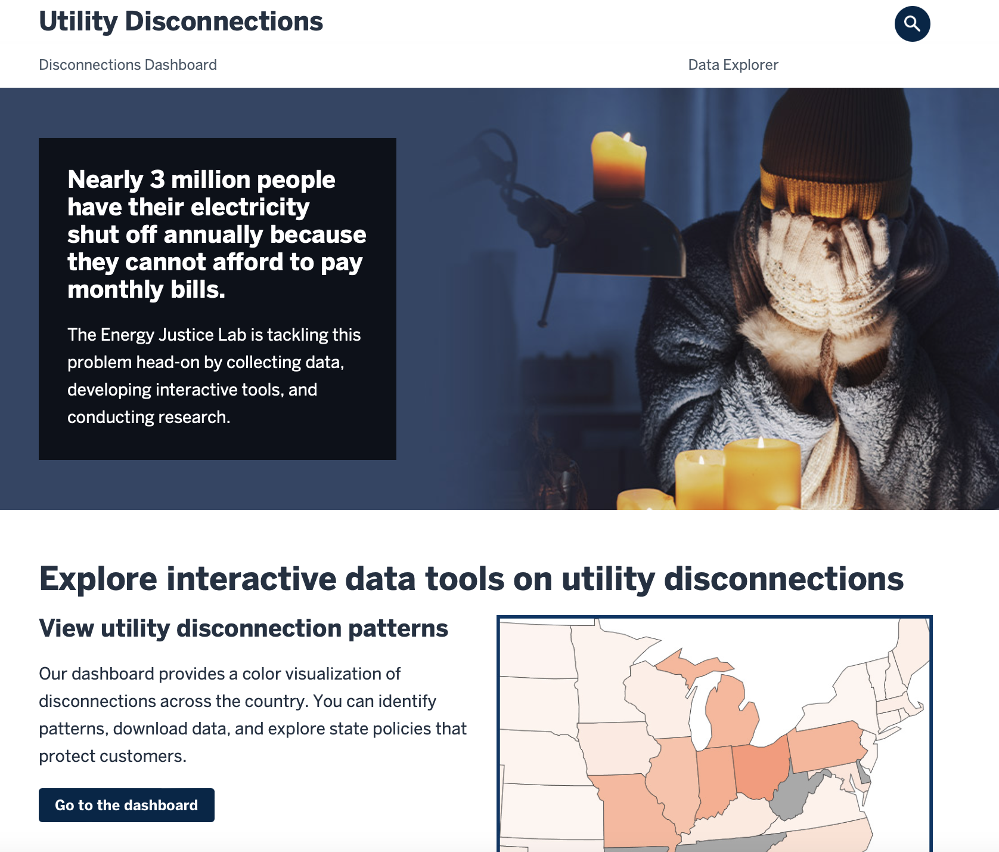 Utility Disconnections
Disconnections Dashboard
Data Explorer
Nearly 3 million people
have their electricity
shut off annually because
they cannot afford to pay
monthly bills.
The Energy Justice Lab is tackling this
problem head-on by collecting data,
developing interactive tools, and
conducting research.
Explore interactive data tools on utility disconnections
View utility disconnection patterns
Our dashboard provides a color visualization of
disconnections across the country. You can identify
patterns, download data, and explore state policies that
protect customers.
Go to the dashboard